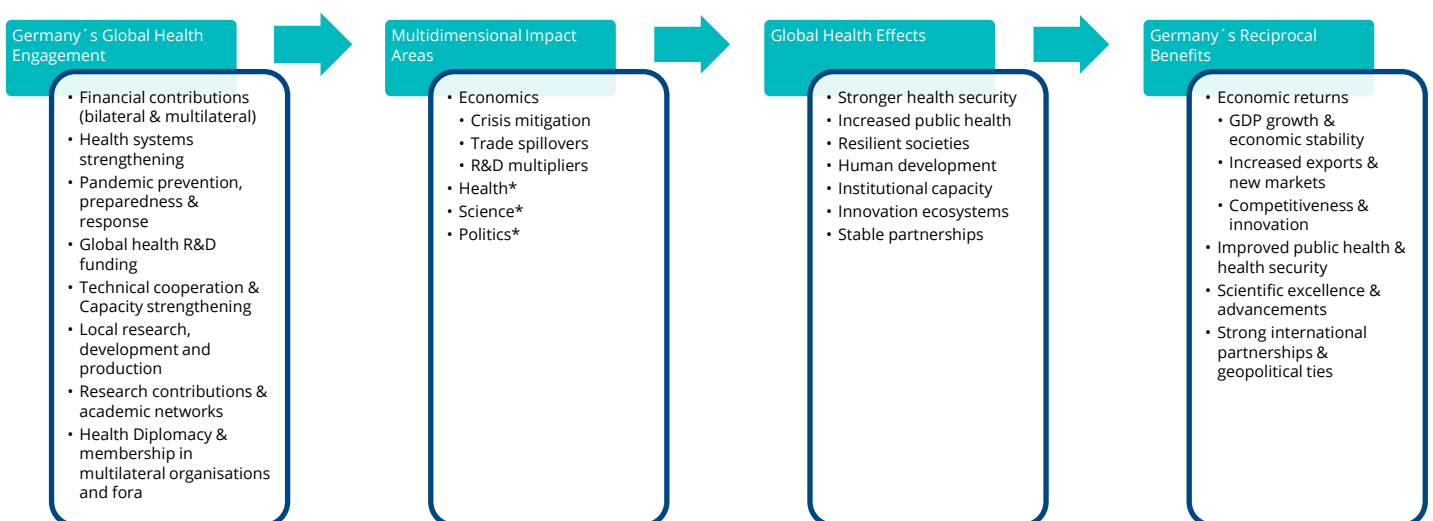 Germany´s Global Health
Engagement
• Financial contributions
(bilateral & multilateral)
• Health systems
strengthening
• Pandemic prevention,
preparedness &
response
• Global health R&D
funding
• Technical cooperation &
Capacity strengthening
• Local research,
development and
production
• Research contributions &
academic networks
• Health Diplomacy &
membership in
multilateral organisations
and fora
Multidimensional Impact
Areas
• Economics
• Crisis mitigation
• Trade spillovers
• R&D multipliers
• Health*
• Science*
• Politics*
Global Health Effects
• Stronger health security
• Increased public health
• Resilient societies
• Human development
• Institutional capacity
• Innovation ecosystems
• Stable partnerships
Germany´s Reciprocal
Benefits
• Economic returns
• GDP growth &
economic stability
• Increased exports &
new markets
• Competitiveness &
innovation
• Improved public health &
health security
• Scientific excellence &
advancements
• Strong international
partnerships &
geopolitical ties